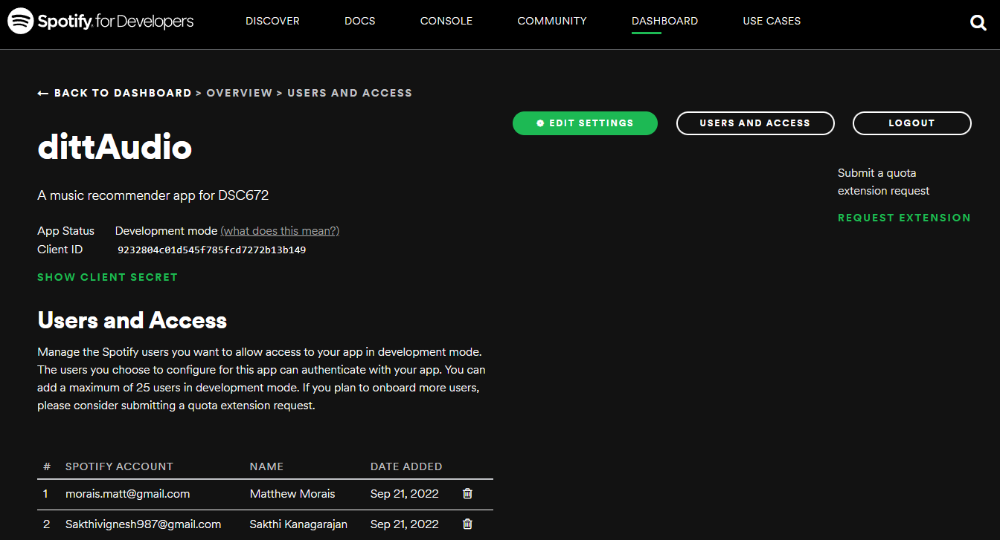 Spotify for Developers
DISCOVER DOCS CONSOLE COMMUNITY DASHBOARD USE CASES
← BACK TO DASHBOARD > OVERVIEW > USERS AND ACCESS
EDIT SETTINGS USERS AND ACCESS LOGOUT
dittAudio
Submit a quota
extension request
REQUEST EXTENSION
A music recommender app for DSC672
App Status Development mode (what does this mean?)
Client ID 9232804c01d545f785fcd7272b13b149
SHOW CLIENT SECRET
Users and Access
Manage the Spotify users you want to allow access to your app in development mode.
The users you choose to configure for this app can authenticate with your app. You can
add a maximum of 25 users in development mode. If you plan to onboard more users,
please consider submitting a quota extension request.
# SPOTIFY ACCOUNT NAME DATE ADDED
1 morais.matt@gmail.com Matthew Morais Sep 21, 2022
2 Sakthivignesh987@gmail.com Sakthi Kanagarajan Sep 21, 2022